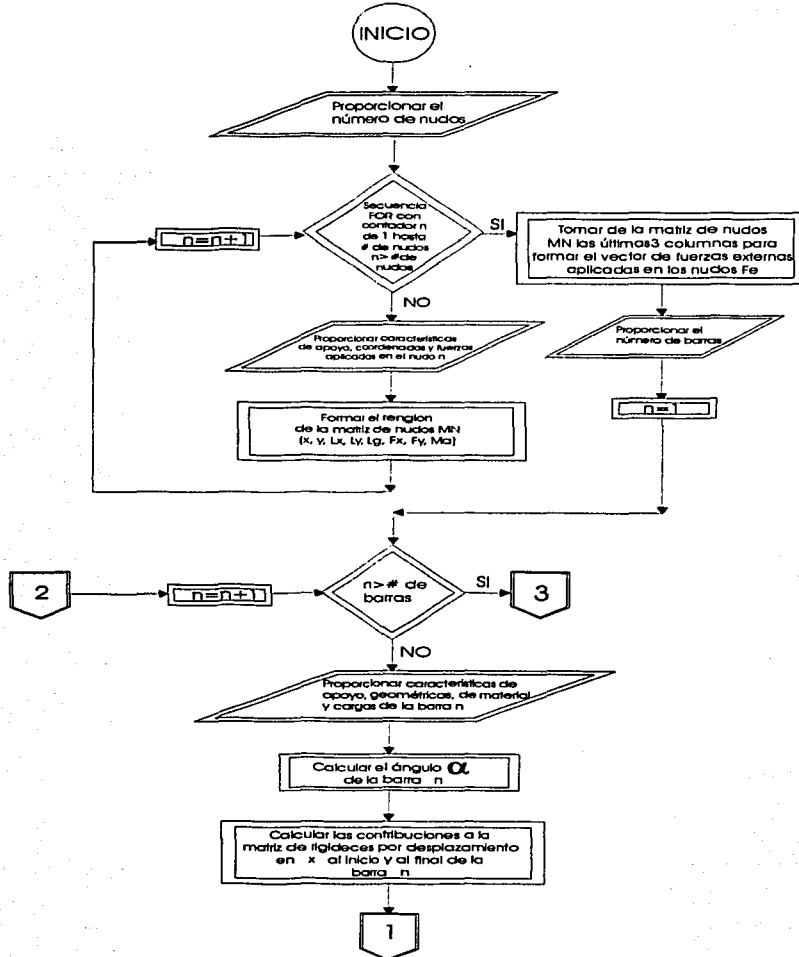 INICIO
Proporcionar el
número de nudos
Secuencia
FOR con
contador n
de 1 hasta
# de nudos
n> # de
nudos
SI
n=n+1
Tomar de la matriz de nudos
MN las últimas3 columnas para
formar el vector de fuerzas externas
aplicadas en los nudos Fe
NO
Proporcionar características
de apoyo, coordenadas y fuerzas
aplicadas en el nudo n
Proporcionar el
número de barras
n=1
Formar el renglon
de la matriz de nudos MN
(x, y, Lx, Ly, Lg, Fx, Fy, Ma)
2
n=n+1
n> # de
barras
SI
3
NO
Proporcionar características de
apoyo, geométricas, de material
y cargas de la barra n
Calcular el ángulo α
de la barra n
Calcular las contribuciones a la
matriz de rigideces por desplazamiento
en x al inicio y al final de la
barra n
1